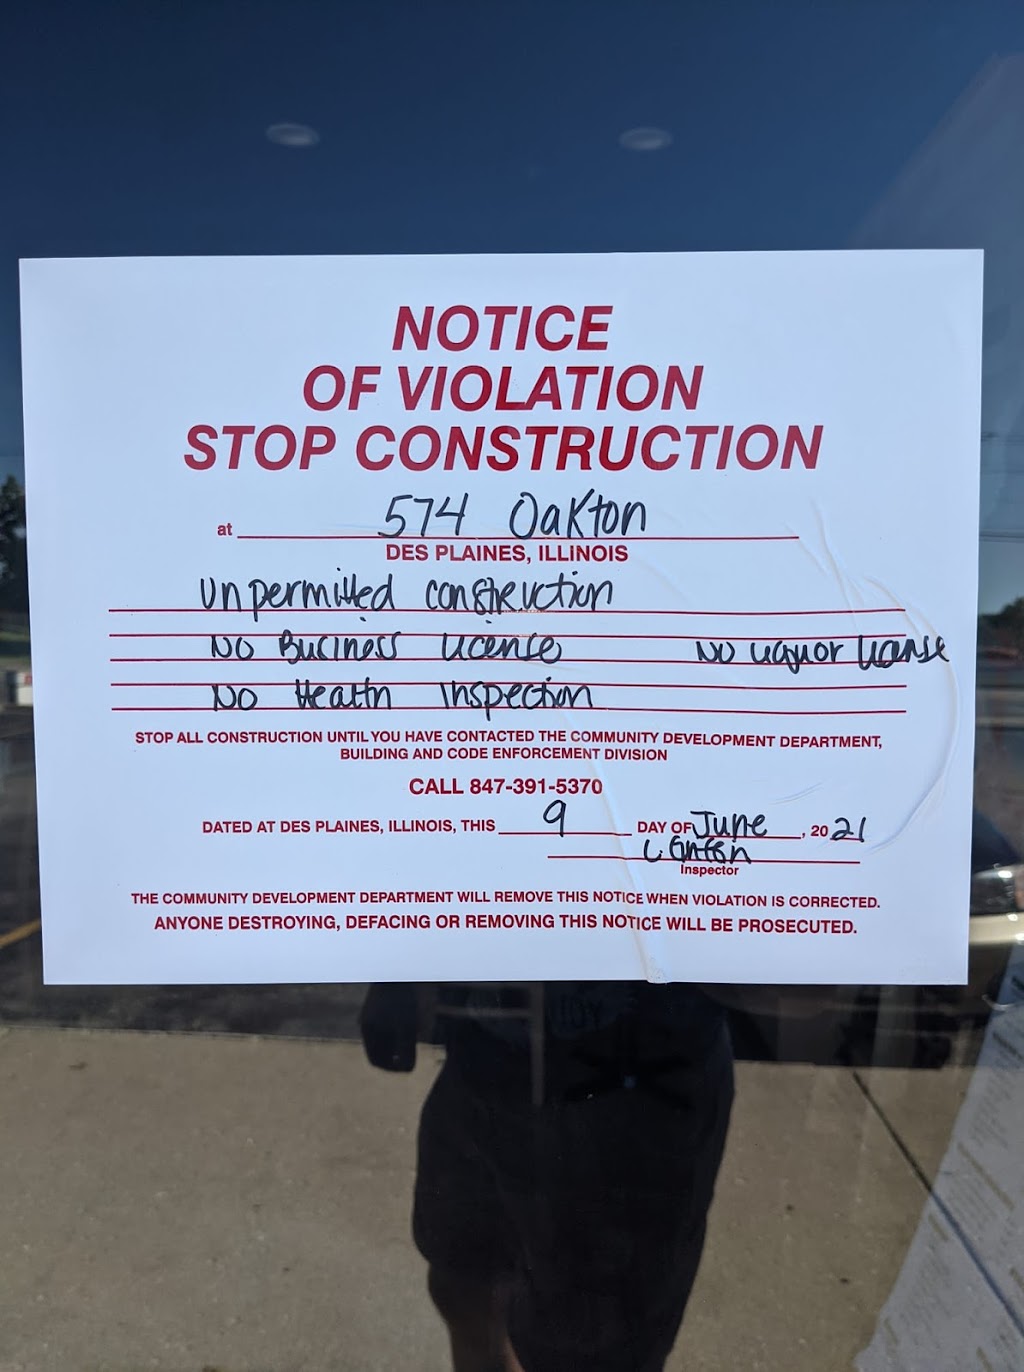 NOTICE
OF VIOLATION
STOP CONSTRUCTION
at 574 Oakton
DES PLAINES, ILLINOIS
Unpermitted construction
No Business License No Liquor License
No Health Inspection
STOP ALL CONSTRUCTION UNTIL YOU HAVE CONTACTED THE COMMUNITY DEVELOPMENT DEPARTMENT,
BUILDING AND CODE ENFORCEMENT DIVISION
CALL 847-391-5370
DATED AT DES PLAINES, ILLINOIS, THIS 9 DAY OF June, 2021
Inspector
THE COMMUNITY DEVELOPMENT DEPARTMENT WILL REMOVE THIS NOTICE WHEN VIOLATION IS CORRECTED.
ANYONE DESTROYING, DEFACING OR REMOVING THIS NOTICE WILL BE PROSECUTED.